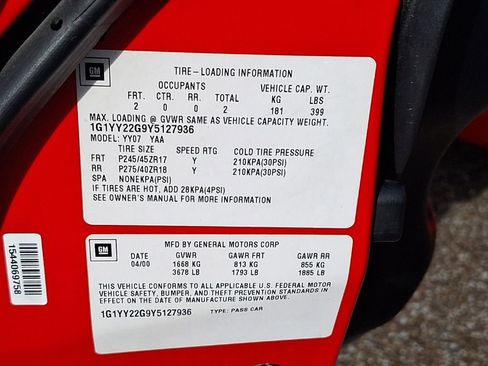 GM
TIRE-LOADING INFORMATION
OCCUPANTS VEHICLE CAP. WT.
FRT. CTR. RR. TOTAL KG LBS
2 0 0 2 181 399
MAX. LOADING @ GVWR SAME AS VEHICLE CAPACITY WEIGHT.
1G1YY22G9Y5127936
MODEL: YY07 YAA
TIRE SIZE SPEED RTG COLD TIRE PRESSURE
FRT P245/45ZR17 Y 210KPA(30PSI)
RR P275/40ZR18 Y 210KPA(30PSI)
SPA NONEKPA(PSI)
IF TIRES ARE HOT, ADD 28KPA(4PSI)
SEE OWNER'S MANUAL FOR MORE INFORMATION
1544069758
GM
MFD BY GENERAL MOTORS CORP
DATE GVWR GAWR FRT GAWR RR
04/00 1668 KG 813 KG 855 KG
3678 LB 1793 LB 1885 LB
THIS VEHICLE CONFORMS TO ALL APPLICABLE U.S. FEDERAL MOTOR
VEHICLE SAFETY, BUMPER, AND THEFT PREVENTION STANDARDS IN
EFFECT ON THE DATE OF MANUFACTURE SHOWN ABOVE.
1G1YY22G9Y5127936 TYPE: PASS CAR